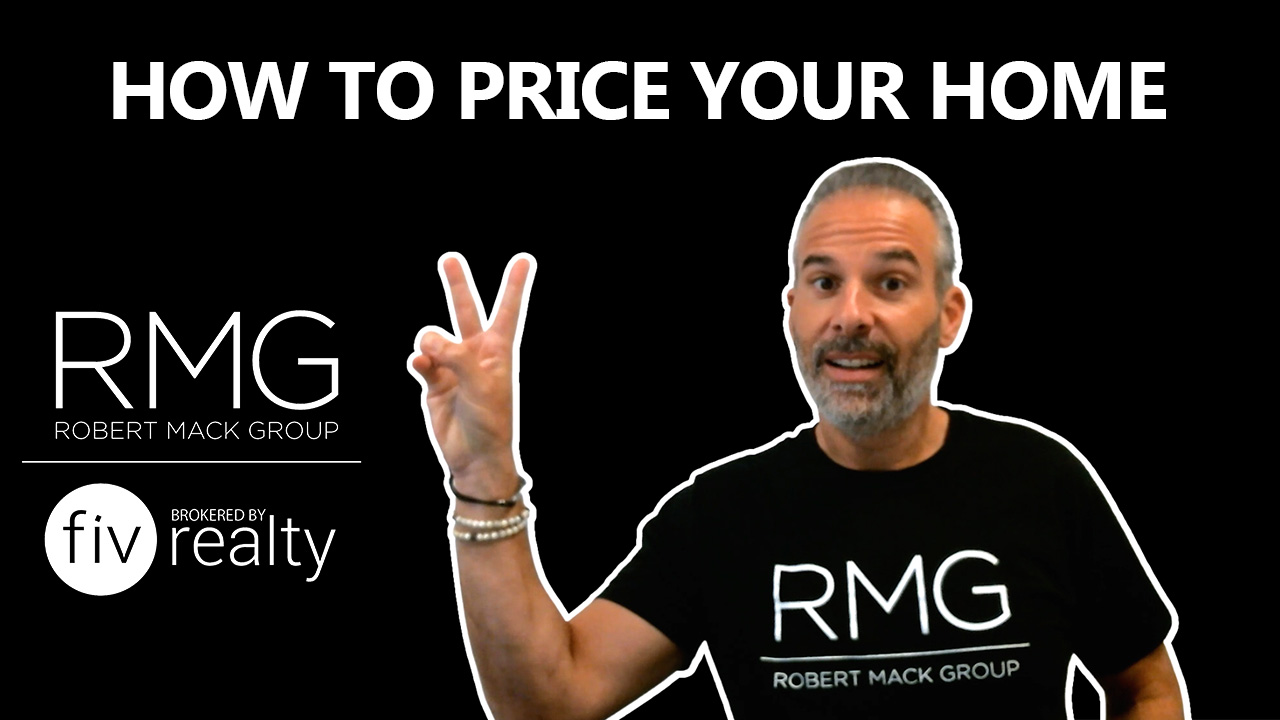 HOW TO PRICE YOUR HOME
RMG
ROBERT MACK GROUP
fiv
BROKERED BY
realty
RMG
ROBERT MACK GROUP